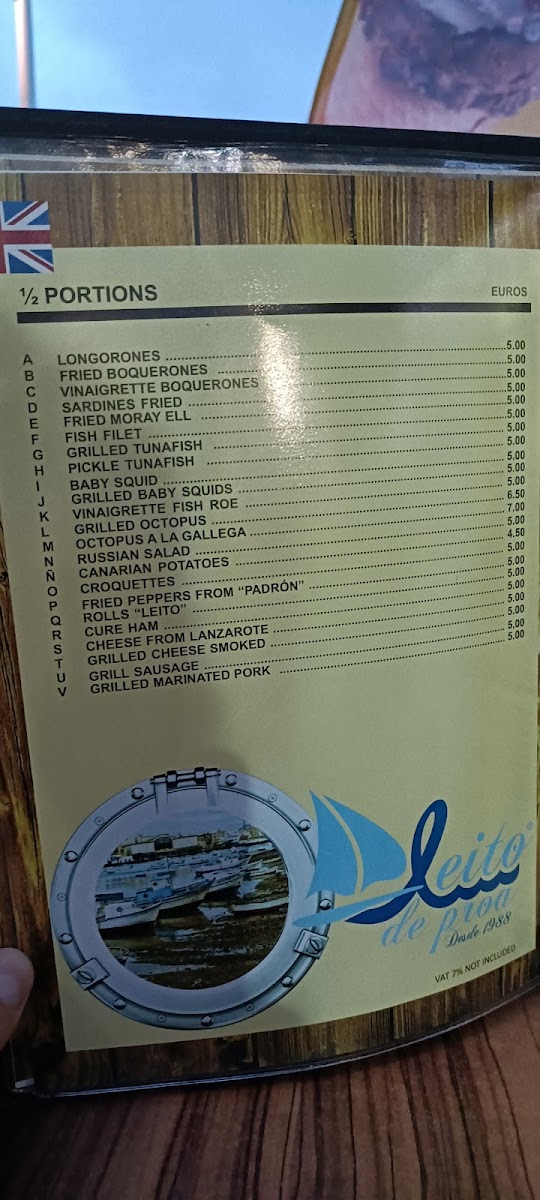 ½ PORTIONS EUROS
A LONGORONES 5.00
B FRIED BOQUERONES 5.00
C VINAIGRETTE BOQUERONES 5.00
D SARDINES FRIED 5.00
E FRIED MORAY ELL 5.00
F FISH FILET 5.00
G GRILLED TUNAFISH 5.00
H PICKLE TUNAFISH 5.00
I BABY SQUID 5.00
J GRILLED BABY SQUIDS 5.00
K VINAIGRETTE FISH ROE 5.00
L GRILLED OCTOPUS 6.50
M OCTOPUS A LA GALLEGA 7.00
N RUSSIAN SALAD 5.00
Ñ CANARIAN POTATOES 4.50
O CROQUETTES 5.00
P FRIED PEPPERS FROM “PADRÓN” 5.00
Q ROLLS “LEITO” 5.00
R CURE HAM 5.00
S CHEESE FROM LANZAROTE 5.00
T GRILLED CHEESE SMOKED 5.00
U GRILL SAUSAGE 5.00
V GRILLED MARINATED PORK 5.00
Leito®
de proa
Desde 1988
VAT 7% NOT INCLUDED